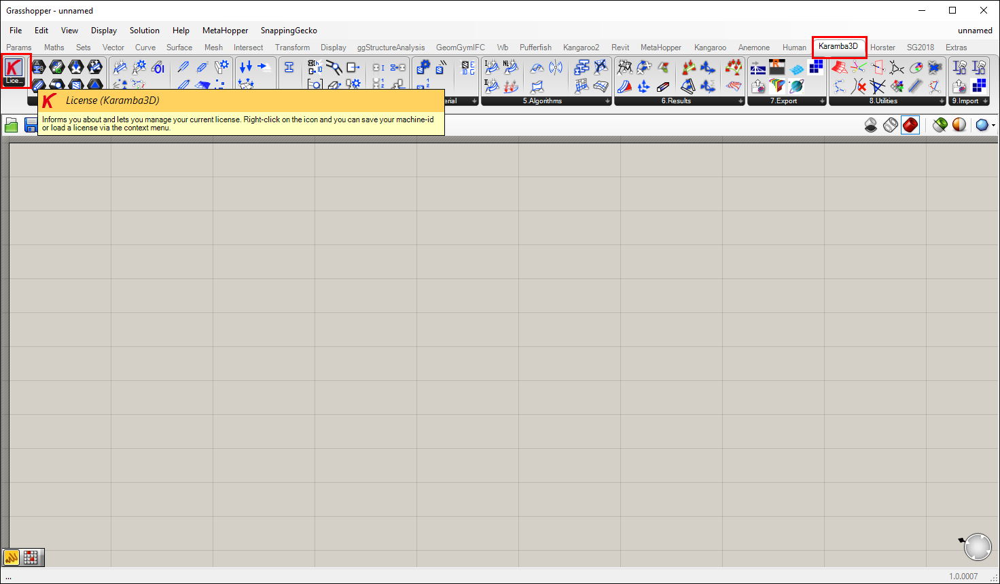 Grasshopper - unnamed
File Edit View Display Solution Help MetaHopper SnappingGecko unnamed
Params Maths Sets Vector Curve Surface Mesh Intersect Transform Display ggStructureAnalysis GeomGymIFC Wb Pufferfish Kangaroo2 Revit MetaHopper Kangaroo Anemone Human Karamba3D Horster SG2018 Extras
Lice...
erial 5.Algorithms 6.Results 7.Export 8.Utilities 9.Import
License (Karamba3D)
Informs you about and lets you manage your current license. Right-click on the icon and you can save your machine-id
or load a license via the context menu.
... 1.0.0007